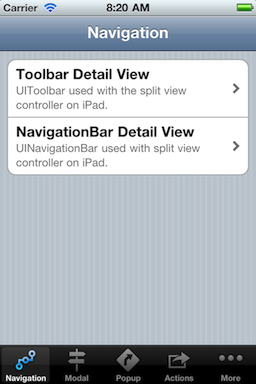 Carrier 8:20 AM
Navigation
Toolbar Detail View
UIToolbar used with the split view
controller on iPad.
NavigationBar Detail View
UINavigationBar used with split view
controller on iPad.
Navigation Modal Popup Actions More